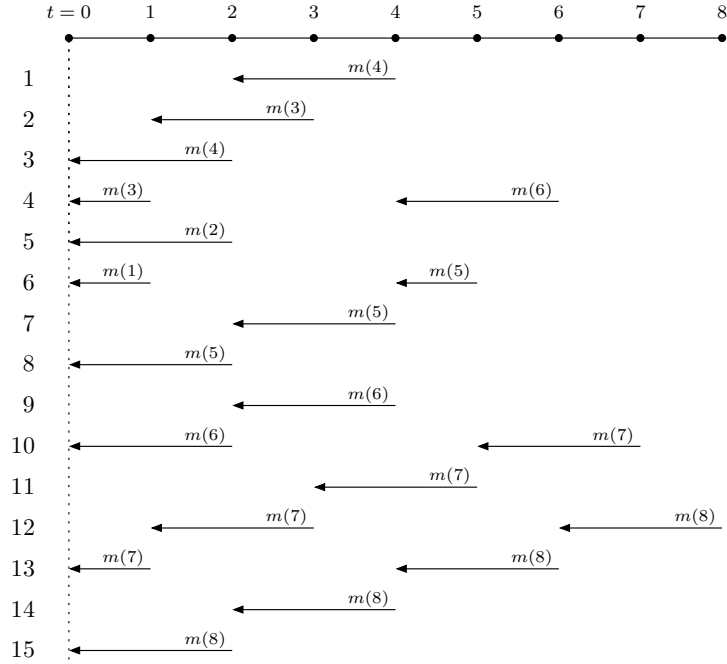 t = 0 1 2 3 4 5 6 7 8
1 m(4)
2 m(3)
3 m(4)
4 m(3) m(6)
5 m(2)
6 m(1) m(5)
7 m(5)
8 m(5)
9 m(6)
10 m(6) m(7)
11 m(7)
12 m(7) m(8)
13 m(7) m(8)
14 m(8)
15 m(8)